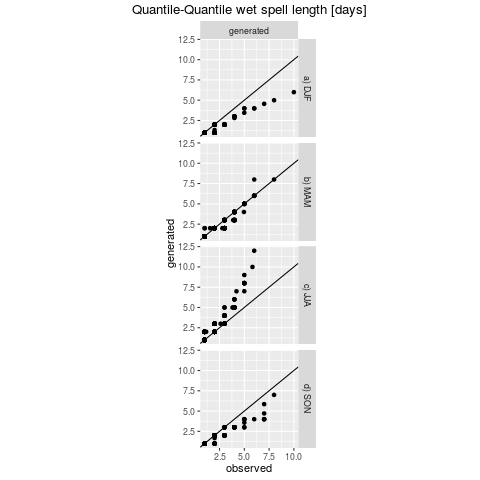 Quantile-Quantile wet spell length [days]
generated
12.5
10.0
7.5
5.0
2.5
a) DJF
12.5
10.0
7.5
5.0
2.5
b) MAM
generated
12.5
10.0
7.5
5.0
2.5
c) JJA
12.5
10.0
7.5
5.0
2.5
d) SON
2.5 5.0 7.5 10.0
observed